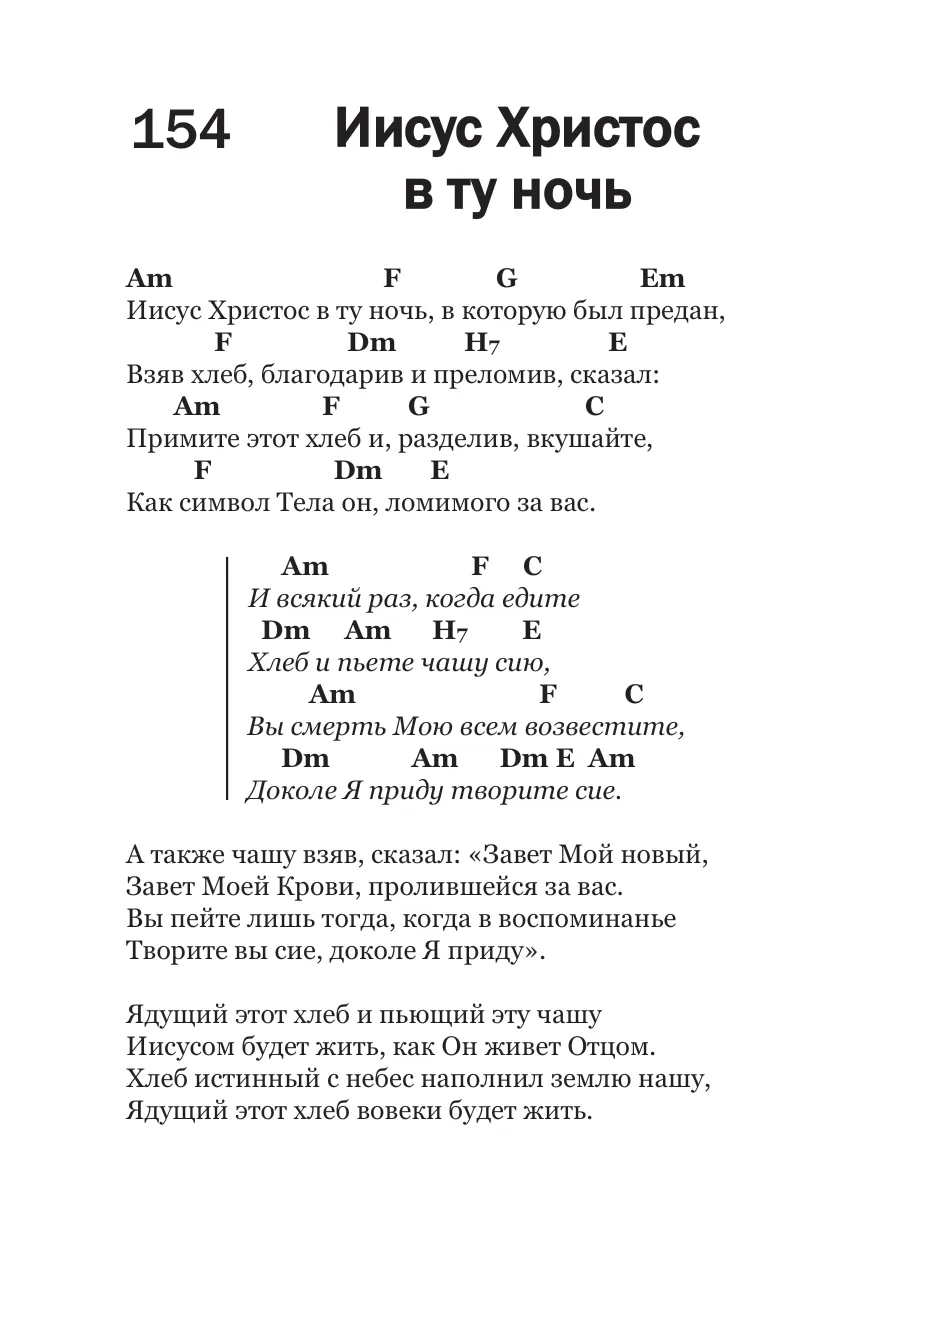 154 Иисус Христос
в ту ночь
Am F G Em
Иисус Христос в ту ночь, в которую был предан,
F Dm H7 E
Взяв хлеб, благодарив и преломив, сказал:
Am F G C
Примите этот хлеб и, разделив, вкушайте,
F Dm E
Как символ Тела он, ломимого за вас.
Am F C
И всякий раз, когда едите
Dm Am H7 E
Хлеб и пьете чашу сию,
Am F C
Вы смерть Мою всем возвестите,
Dm Am Dm E Am
Доколе Я приду творите сие.
А также чашу взяв, сказал: «Завет Мой новый,
Завет Моей Крови, пролившейся за вас.
Вы пейте лишь тогда, когда в воспоминанье
Творите вы сие, доколе Я приду».
Ядущий этот хлеб и пьющий эту чашу
Иисусом будет жить, как Он живет Отцом.
Хлеб истинный с небес наполнил землю нашу,
Ядущий этот хлеб вовеки будет жить.